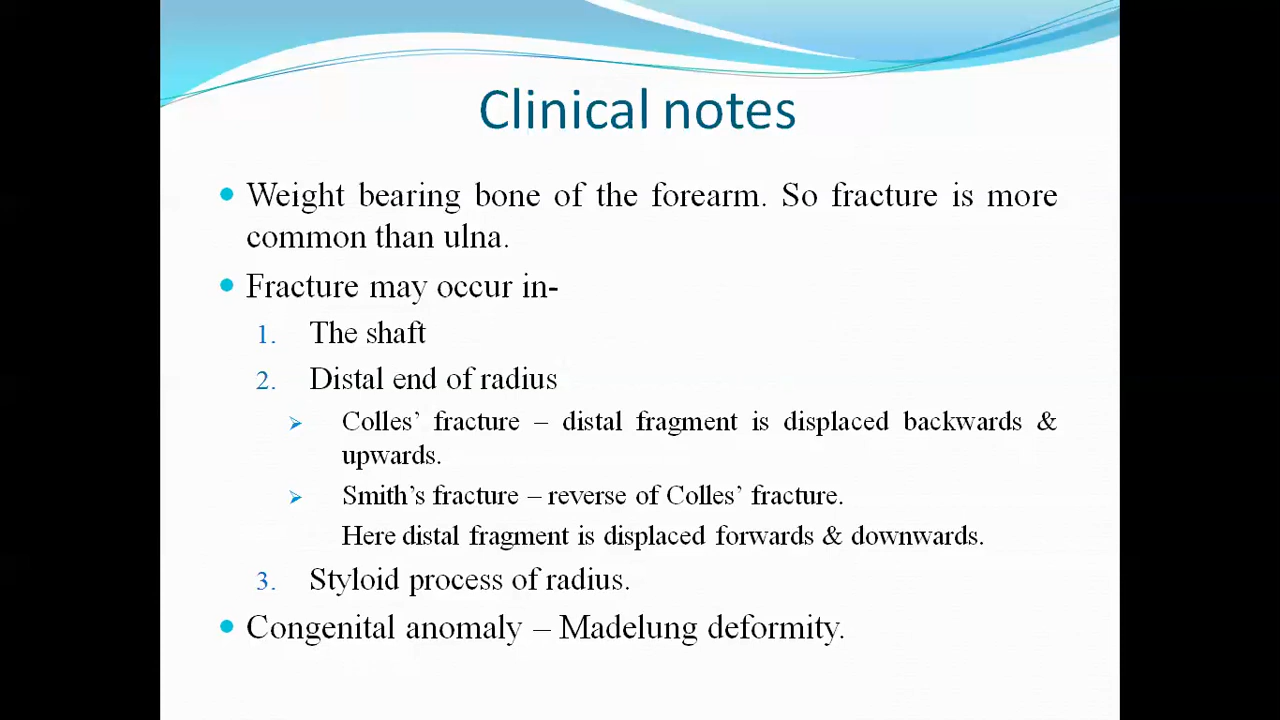 Clinical notes
• Weight bearing bone of the forearm. So fracture is more
common than ulna.
• Fracture may occur in-
1. The shaft
2. Distal end of radius
➢ Colles’ fracture – distal fragment is displaced backwards &
upwards.
➢ Smith’s fracture – reverse of Colles’ fracture.
Here distal fragment is displaced forwards & downwards.
3. Styloid process of radius.
• Congenital anomaly – Madelung deformity.